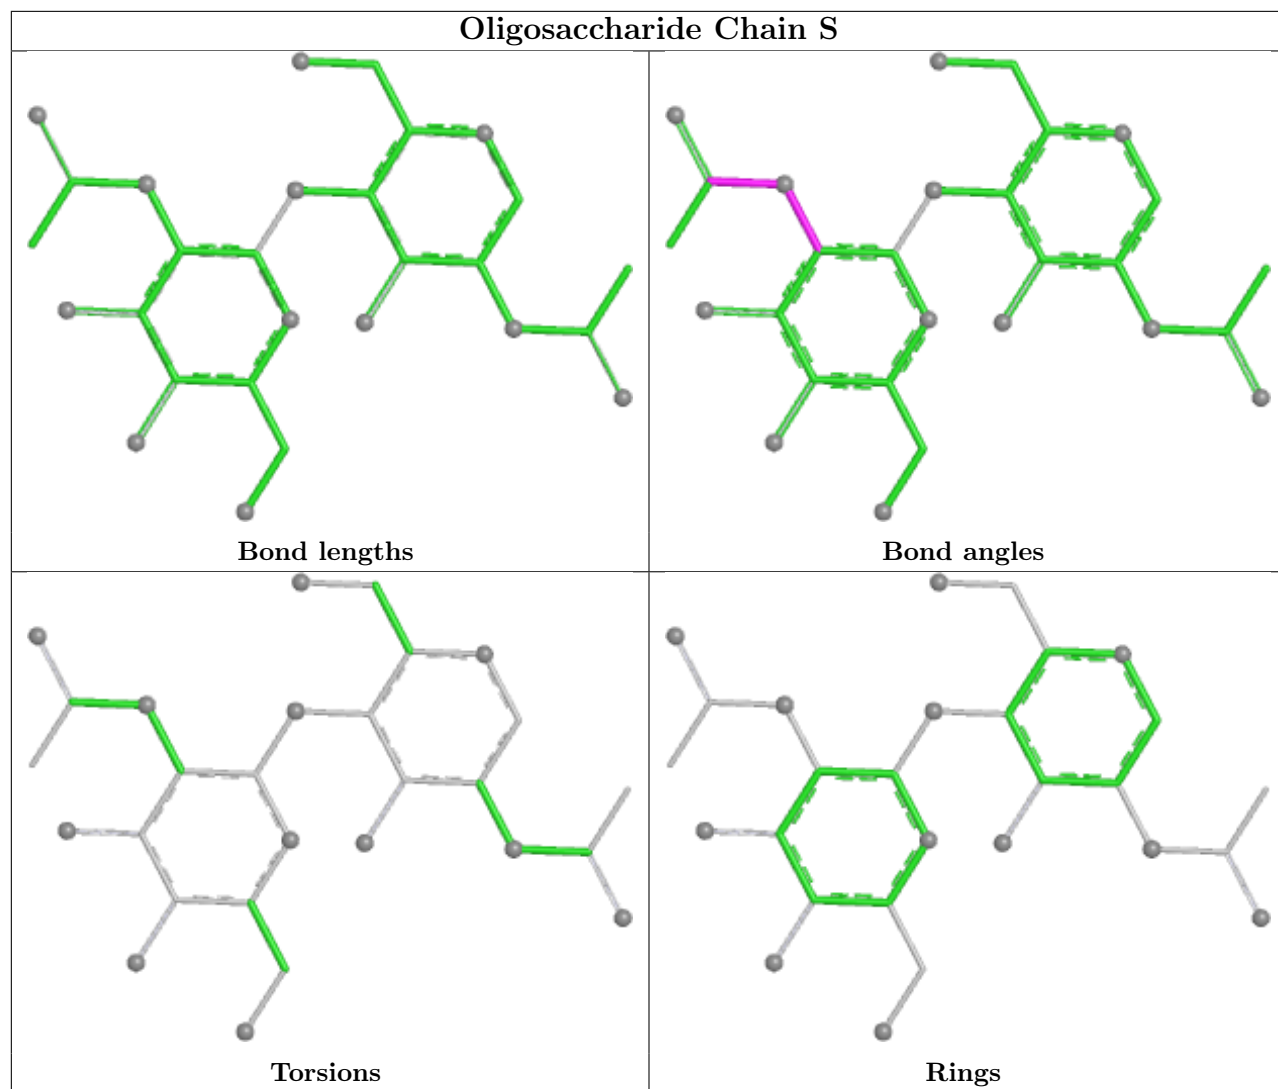 Oligosaccharide Chain S
Bond lengths
Bond angles
Torsions
Rings